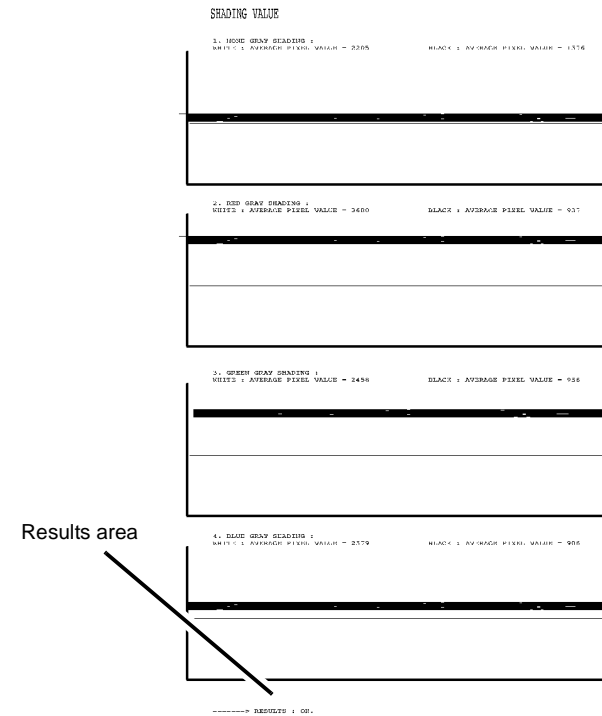 SHADING VALUE
1. NONE GRAY SHADING :
WHITE : AVERAGE PIXEL VALUE = 2205 BLACK : AVERAGE PIXEL VALUE = 1376
2. RED GRAY SHADING :
WHITE : AVERAGE PIXEL VALUE = 3680 BLACK : AVERAGE PIXEL VALUE = 937
3. GREEN GRAY SHADING :
WHITE : AVERAGE PIXEL VALUE = 2456 BLACK : AVERAGE PIXEL VALUE = 956
Results area
4. BLUE GRAY SHADING :
WHITE : AVERAGE PIXEL VALUE = 2579 BLACK : AVERAGE PIXEL VALUE = 906
-------> RESULTS : OK.